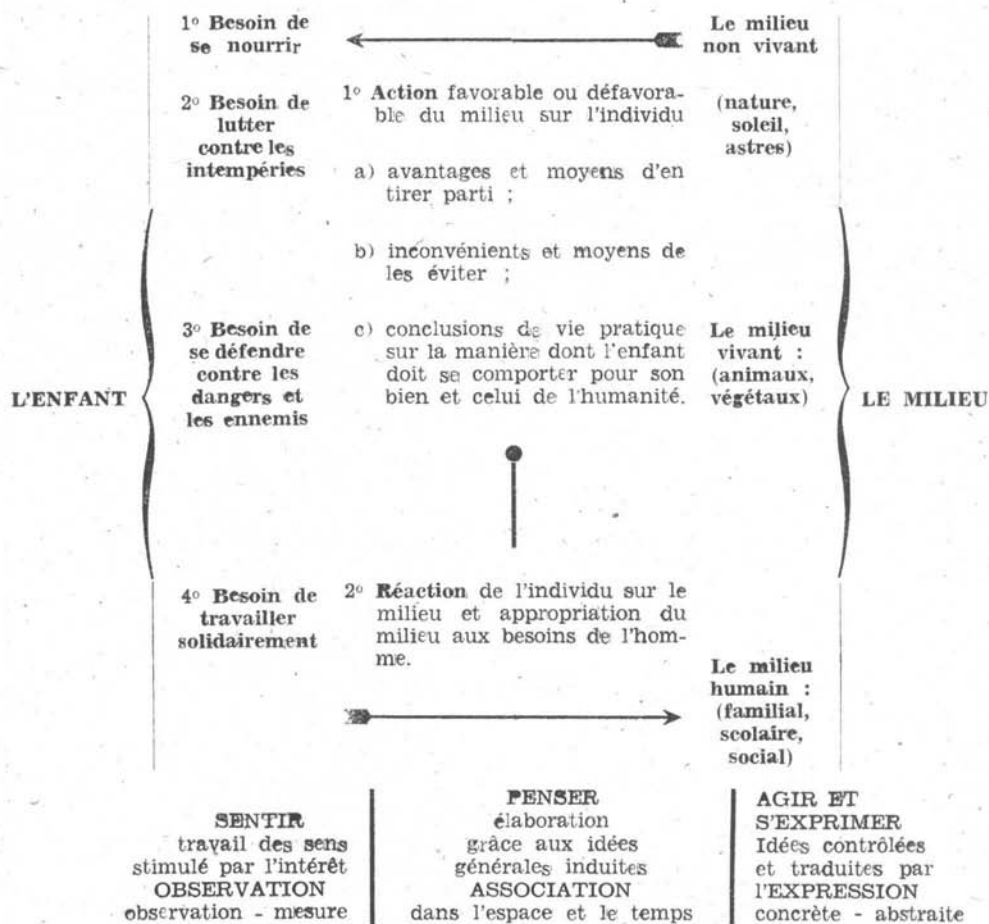 1° Besoin de
se nourrir
2° Besoin de
lutter
contre les
intempéries
3° Besoin de
se défendre
contre les
dangers et
les ennemis
4° Besoin de
travailler
solidairement
L'ENFANT
1° Action favorable ou défavora-
ble du milieu sur l'individu
a) avantages et moyens d'en
tirer parti ;
b) inconvénients et moyens de
les éviter ;
c) conclusions de vie pratique
sur la manière dont l'enfant
doit se comporter pour son
bien et celui de l'humanité.
2° Réaction de l'individu sur le
milieu et appropriation du
milieu aux besoins de l'hom-
me.
Le milieu
non vivant
(nature,
soleil,
astres)
Le milieu
vivant :
(animaux,
végétaux)
Le milieu
humain :
(familial,
scolaire,
social)
LE MILIEU
SENTIR
travail des sens
stimulé par l'intérêt
OBSERVATION
observation - mesure
PENSER
élaboration
grâce aux idées
générales induites
ASSOCIATION
dans l'espace et le temps
AGIR ET
S'EXPRIMER
Idées contrôlées
et traduites par
l'EXPRESSION
concrète - abstraite